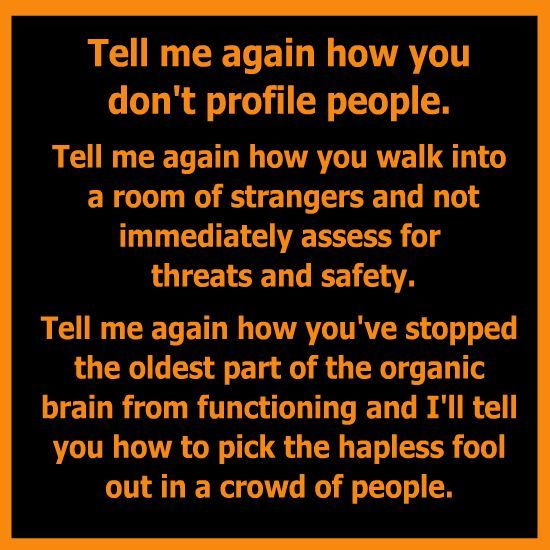 Tell me again how you
don't profile people.
Tell me again how you walk into
a room of strangers and not
immediately assess for
threats and safety.
Tell me again how you've stopped
the oldest part of the organic
brain from functioning and I'll tell
you how to pick the hapless fool
out in a crowd of people.